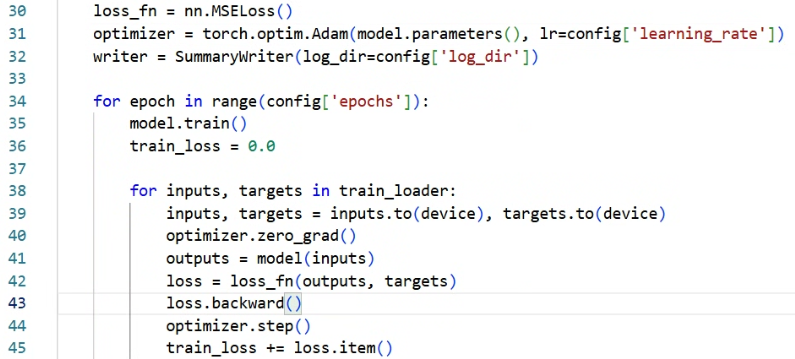 30 loss_fn = nn.MSELoss()
31 optimizer = torch.optim.Adam(model.parameters(), lr=config['learning_rate'])
32 writer = SummaryWriter(log_dir=config['log_dir'])
33
34 for epoch in range(config['epochs']):
35 model.train()
36 train_loss = 0.0
37
38 for inputs, targets in train_loader:
39 inputs, targets = inputs.to(device), targets.to(device)
40 optimizer.zero_grad()
41 outputs = model(inputs)
42 loss = loss_fn(outputs, targets)
43 loss.backward()
44 optimizer.step()
45 train_loss += loss.item()